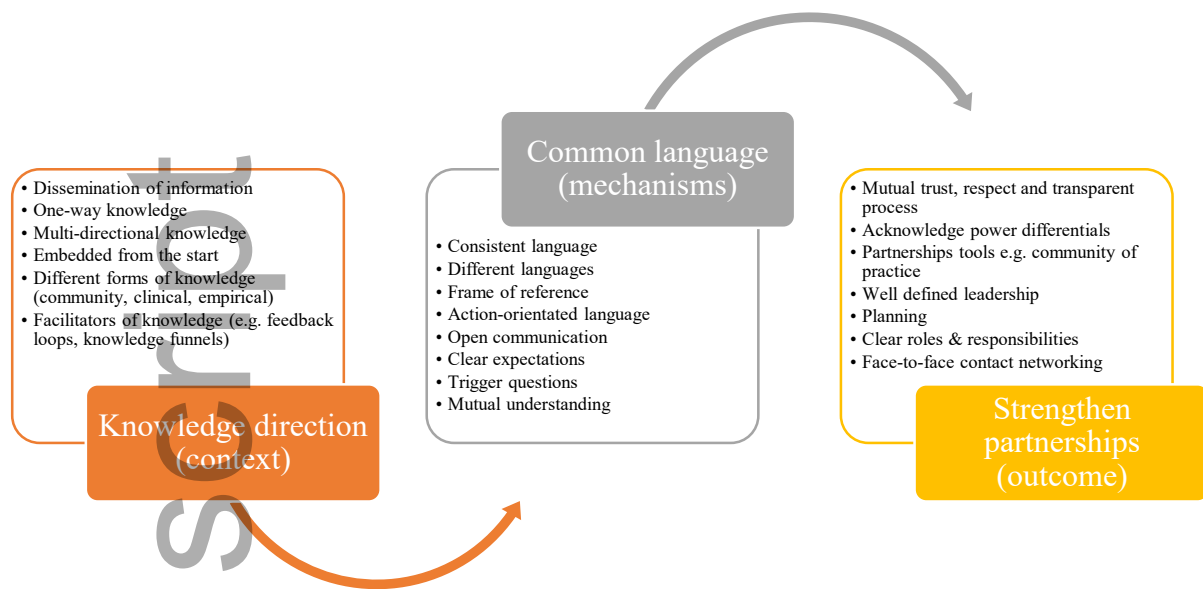 • Dissemination of information
• One-way knowledge
• Multi-directional knowledge
• Embedded from the start
• Different forms of knowledge
(community, clinical, empirical)
• Facilitators of knowledge (e.g. feedback
loops, knowledge funnels)
Knowledge direction
(context)
Common language
(mechanisms)
• Consistent language
• Different languages
• Frame of reference
• Action-orientated language
• Open communication
• Clear expectations
• Trigger questions
• Mutual understanding
• Mutual trust, respect and transparent
process
• Acknowledge power differentials
• Partnerships tools e.g. community of
practice
• Well defined leadership
• Planning
• Clear roles & responsibilities
• Face-to-face contact networking
Strengthen
partnerships
(outcome)
script